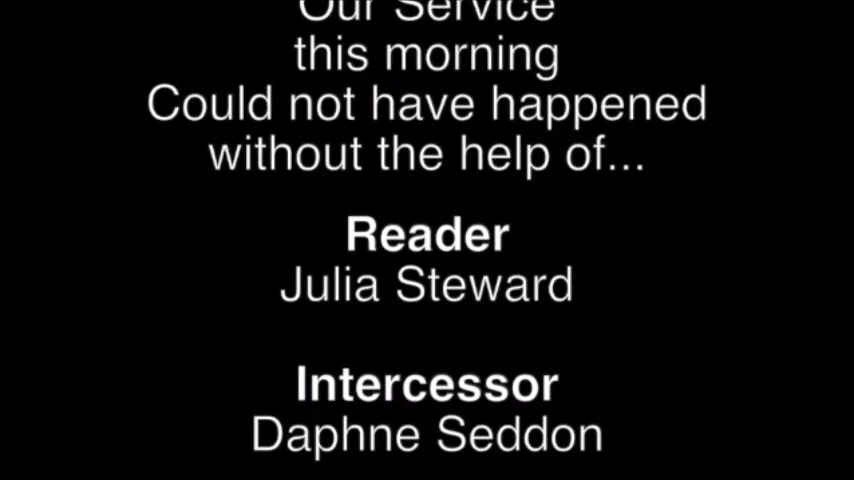 Our Service
this morning
Could not have happened
without the help of...
Reader
Julia Steward
Intercessor
Daphne Seddon